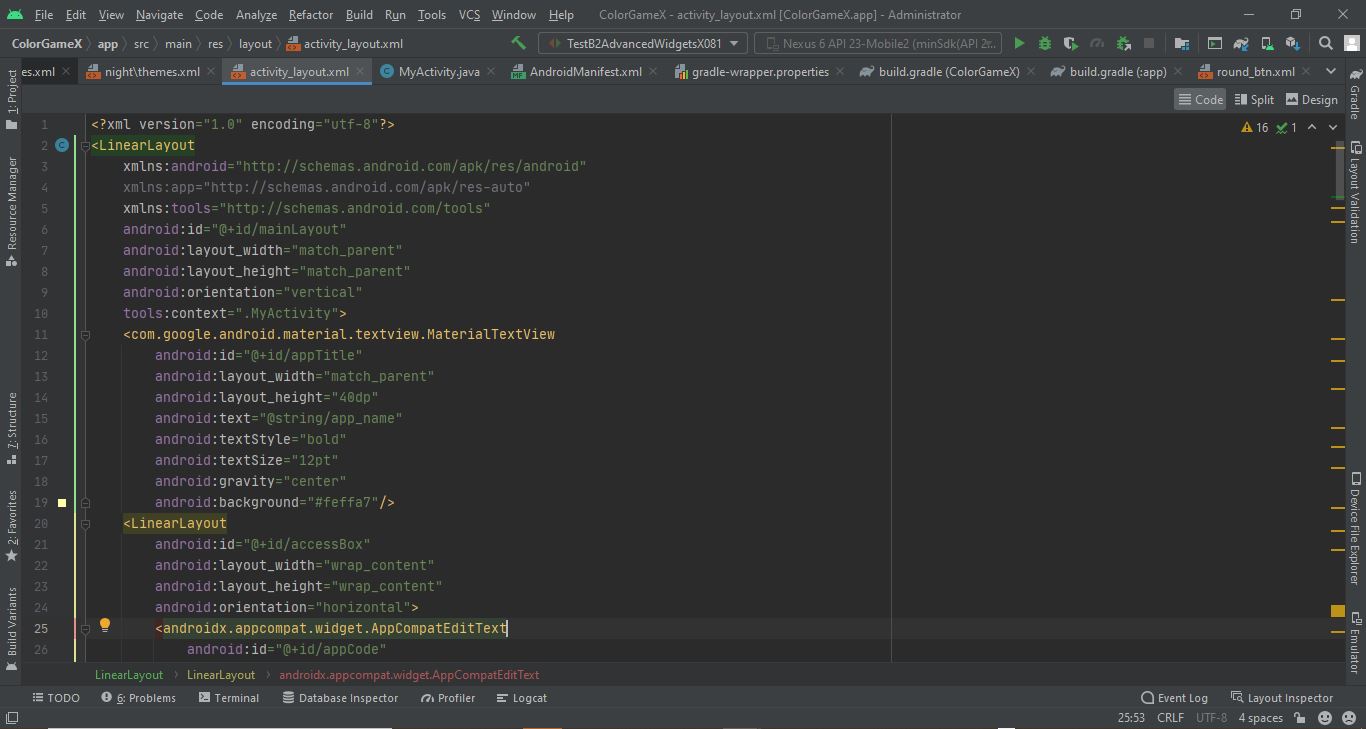 File Edit View Navigate Code Analyze Refactor Build Run Tools VCS Window Help ColorGameX - activity_layout.xml [ColorGameX.app] - Administrator
ColorGameX app src main res layout activity_layout.xml TestB2AdvancedWidgetsX081 Nexus 6 API 23-Mobile2 (minSdk(API 2r...
es.xml night\themes.xml activity_layout.xml MyActivity.java AndroidManifest.xml gradle-wrapper.properties build.gradle (ColorGameX) build.gradle (:app) round_btn.xml
Code Split Design
16 1
1 <?xml version="1.0" encoding="utf-8"?>
2 <LinearLayout
3 xmlns:android="http://schemas.android.com/apk/res/android"
4 xmlns:app="http://schemas.android.com/apk/res-auto"
5 xmlns:tools="http://schemas.android.com/tools"
6 android:id="@+id/mainLayout"
7 android:layout_width="match_parent"
8 android:layout_height="match_parent"
9 android:orientation="vertical"
10 tools:context=".MyActivity">
11 <com.google.android.material.textview.MaterialTextView
12 android:id="@+id/appTitle"
13 android:layout_width="match_parent"
14 android:layout_height="40dp"
15 android:text="@string/app_name"
16 android:textStyle="bold"
17 android:textSize="12pt"
18 android:gravity="center"
19 android:background="#feffa7"/>
20 <LinearLayout
21 android:id="@+id/accessBox"
22 android:layout_width="wrap_content"
23 android:layout_height="wrap_content"
24 android:orientation="horizontal">
25 <androidx.appcompat.widget.AppCompatEditText
26 android:id="@+id/appCode"
LinearLayout LinearLayout androidx.appcompat.widget.AppCompatEditText
TODO 6: Problems Terminal Database Inspector Profiler Logcat Event Log Layout Inspector
25:53 CRLF UTF-8 4 spaces
1: Project
Resource Manager
7: Structure
2: Favorites
Build Variants
Gradle
Layout Validation
Device File Explorer
Emulator